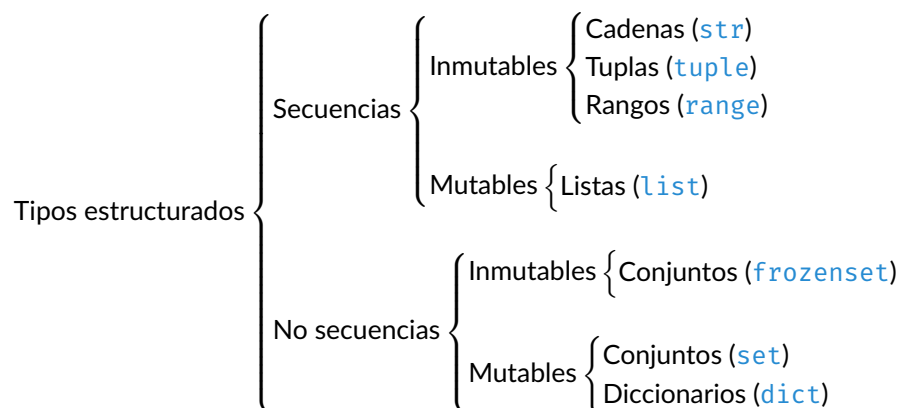 Tipos estructurados
Secuencias
Inmutables
Cadenas (str)
Tuplas (tuple)
Rangos (range)
Mutables
Listas (list)
No secuencias
Inmutables
Conjuntos (frozenset)
Mutables
Conjuntos (set)
Diccionarios (dict)